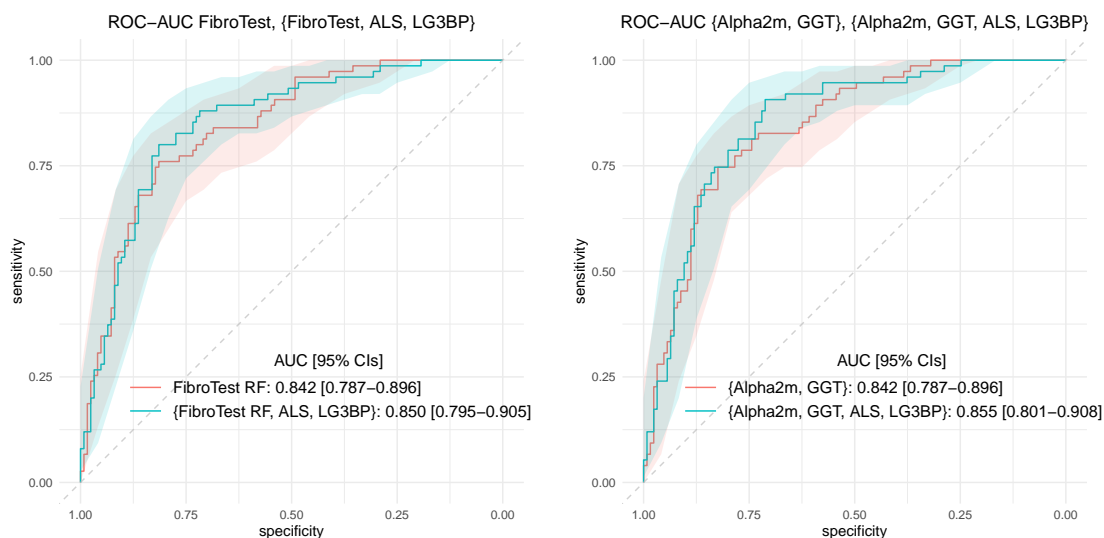 ROC−AUC FibroTest, {FibroTest, ALS, LG3BP}
1.00
0.75
0.50
0.25
0.00
sensitivity
AUC [95% CIs]
FibroTest RF: 0.842 [0.787−0.896]
{FibroTest RF, ALS, LG3BP}: 0.850 [0.795−0.905]
1.00 0.75 0.50 0.25 0.00
specificity
ROC−AUC {Alpha2m, GGT}, {Alpha2m, GGT, ALS, LG3BP}
1.00
0.75
0.50
0.25
0.00
sensitivity
AUC [95% CIs]
{Alpha2m, GGT}: 0.842 [0.787−0.896]
{Alpha2m, GGT, ALS, LG3BP}: 0.855 [0.801−0.908]
1.00 0.75 0.50 0.25 0.00
specificity